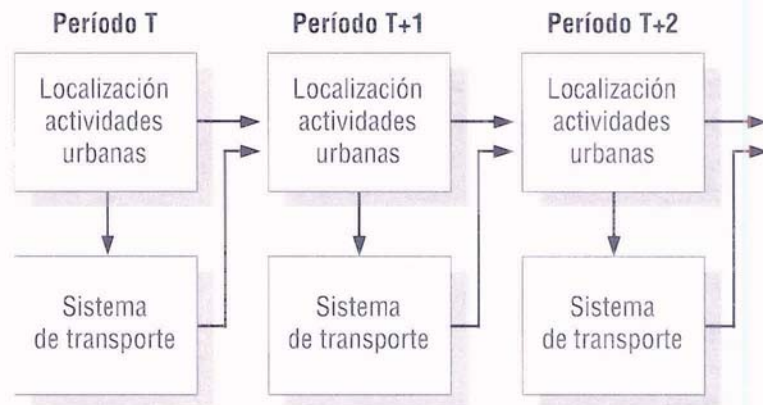 Período T
Período T+1
Período T+2
Localización
actividades
urbanas
Localización
actividades
urbanas
Localización
actividades
urbanas
Sistema
de transporte
Sistema
de transporte
Sistema
de transporte